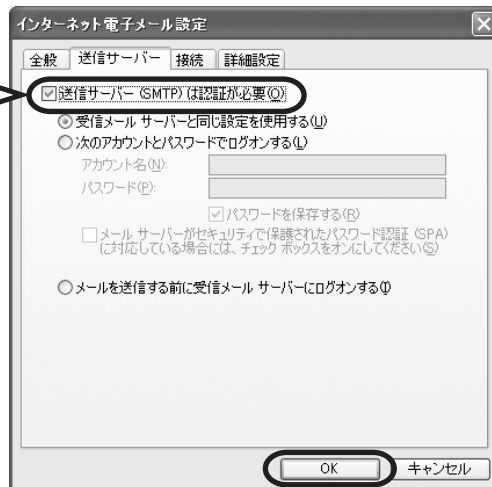 インターネット電子メール設定
全般 送信サーバー 接続 詳細設定
送信サーバー (SMTP) は認証が必要(O)
受信メール サーバーと同じ設定を使用する(U)
次のアカウントとパスワードでログオンする(L)
アカウント名(N):
パスワード(P):
パスワードを保存する(R)
メール サーバーがセキュリティで保護されたパスワード認証 (SPA)
に対応している場合には、チェック ボックスをオンにしてください(S)
メールを送信する前に受信メール サーバーにログオンする(I)
OK キャンセル